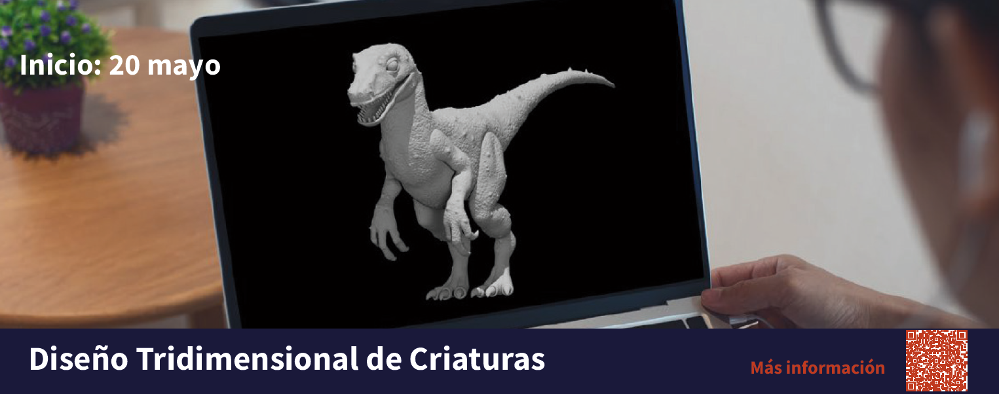 Inicio: 20 mayo
Diseño Tridimensional de Criaturas
Más información